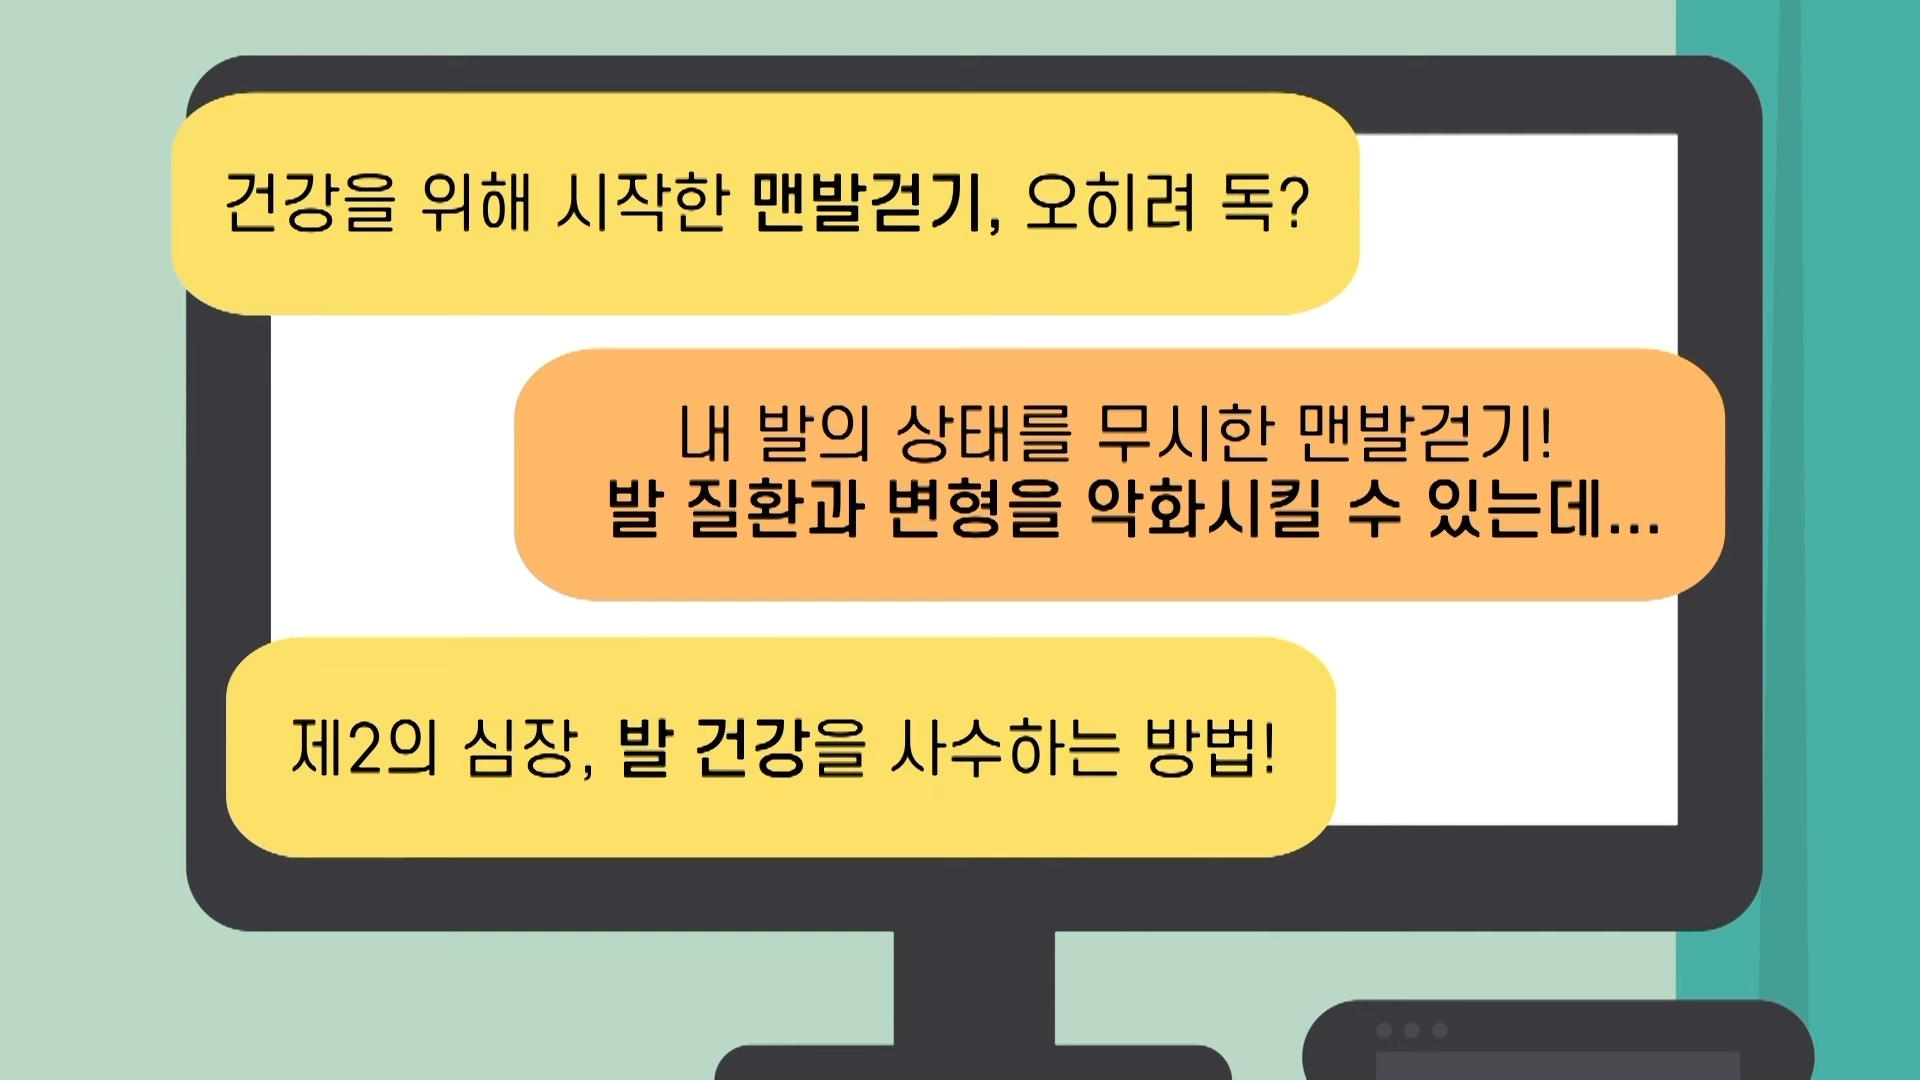 건강을 위해 시작한 맨발걷기, 오히려 독?
내 발의 상태를 무시한 맨발걷기!
발 질환과 변형을 악화시킬 수 있는데...
제2의 심장, 발 건강을 사수하는 방법!